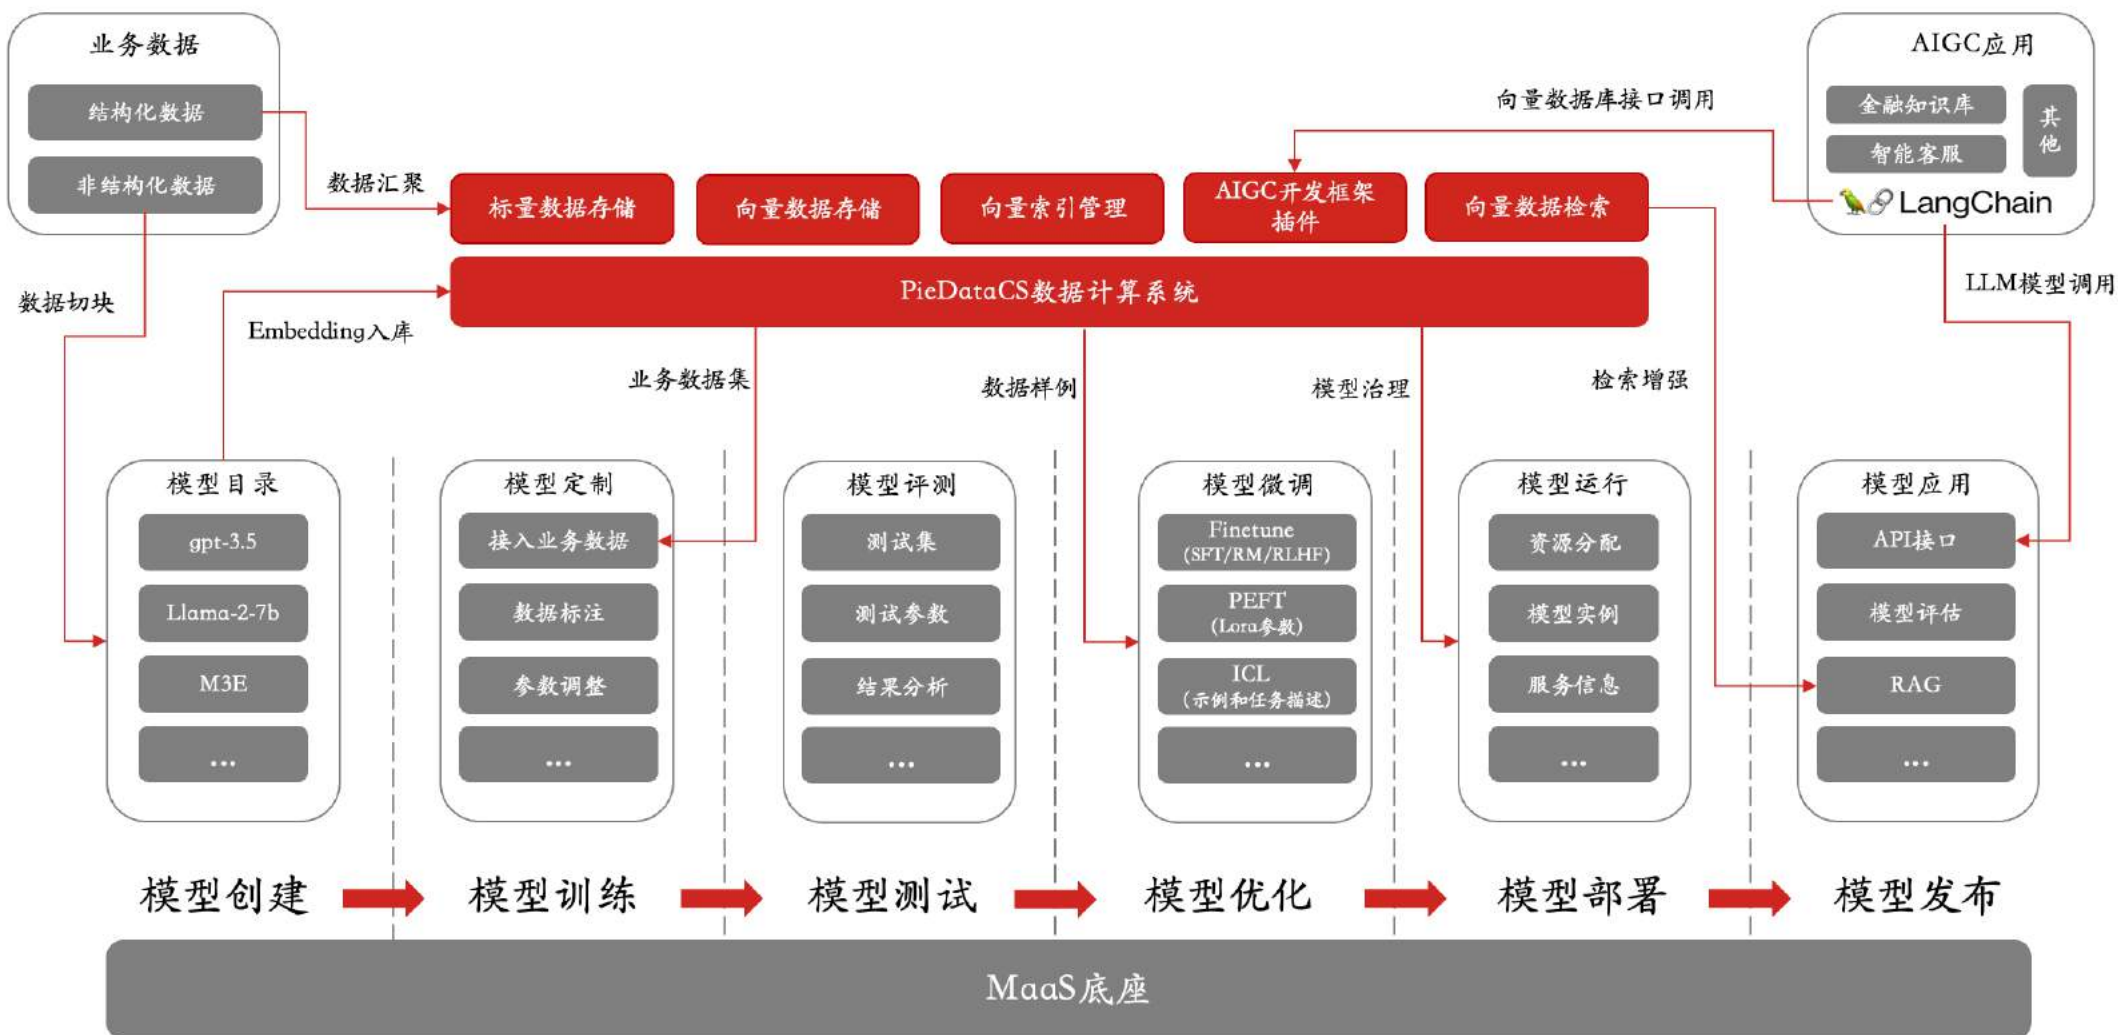 业务数据
结构化数据
非结构化数据
AIGC应用
金融知识库
智能客服
其他
LangChain
向量数据库接口调用
数据汇聚
标量数据存储
向量数据存储
向量索引管理
AIGC开发框架
插件
向量数据检索
PieDataCS数据计算系统
数据切块
Embedding入库
LLM模型调用
业务数据集
数据样例
模型治理
检索增强
模型目录
gpt-3.5
Llama-2-7b
M3E
...
模型定制
接入业务数据
数据标注
参数调整
...
模型评测
测试集
测试参数
结果分析
...
模型微调
Finetune
(SFT/RM/RLHF)
PEFT
(Lora参数)
ICL
(示例和任务描述)
...
模型运行
资源分配
模型实例
服务信息
...
模型应用
API接口
模型评估
RAG
...
模型创建
模型训练
模型测试
模型优化
模型部署
模型发布
MaaS底座